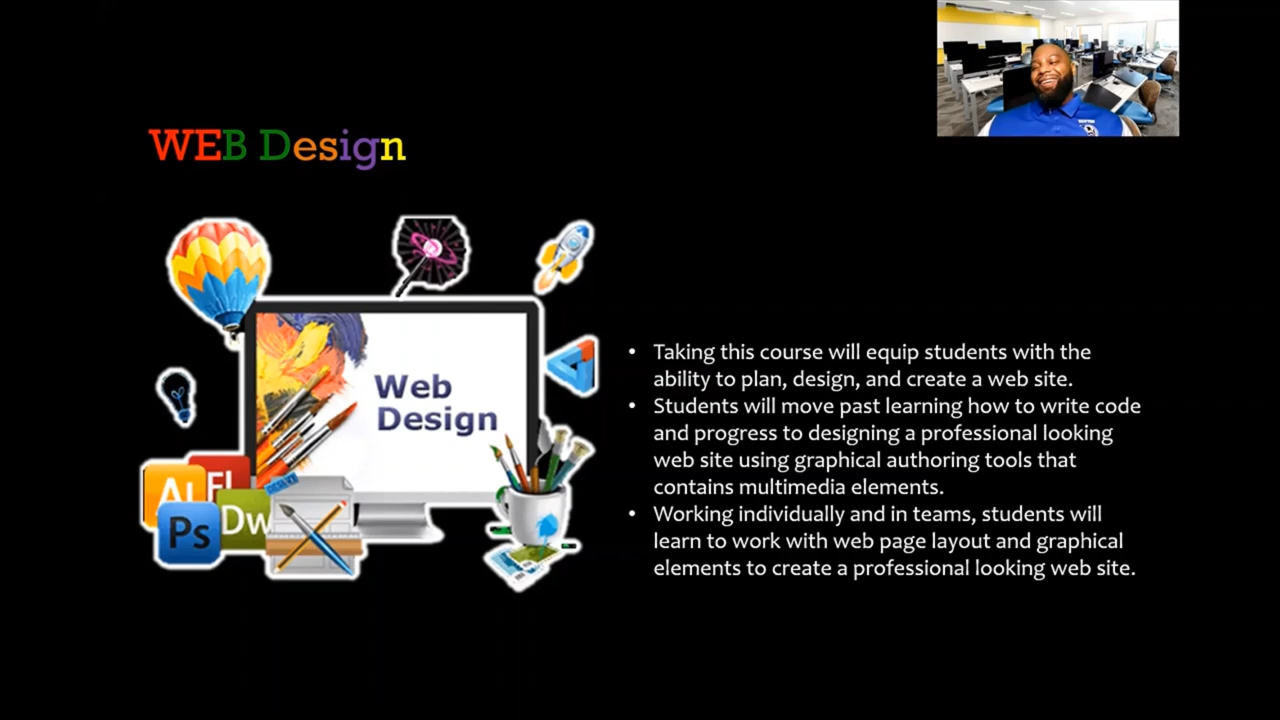 WEB Design
Web
Design
Ai
FL
Ps
Dw
• Taking this course will equip students with the
ability to plan, design, and create a web site.
• Students will move past learning how to write code
and progress to designing a professional looking
web site using graphical authoring tools that
contains multimedia elements.
• Working individually and in teams, students will
learn to work with web page layout and graphical
elements to create a professional looking web site.